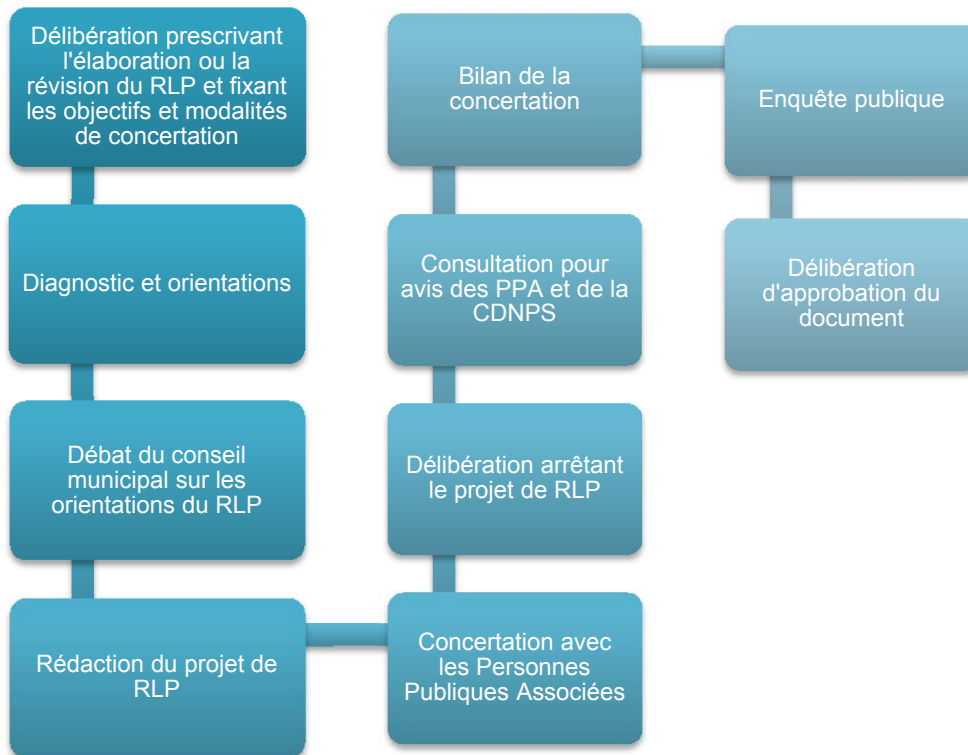 Délibération prescrivant
l'élaboration ou la
révision du RLP et fixant
les objectifs et modalités
de concertation
Diagnostic et orientations
Débat du conseil
municipal sur les
orientations du RLP
Rédaction du projet de
RLP
Concertation avec
les Personnes
Publiques Associées
Délibération arrêtant
le projet de RLP
Consultation pour
avis des PPA et de la
CDNPS
Bilan de la
concertation
Enquête publique
Délibération
d'approbation du
document